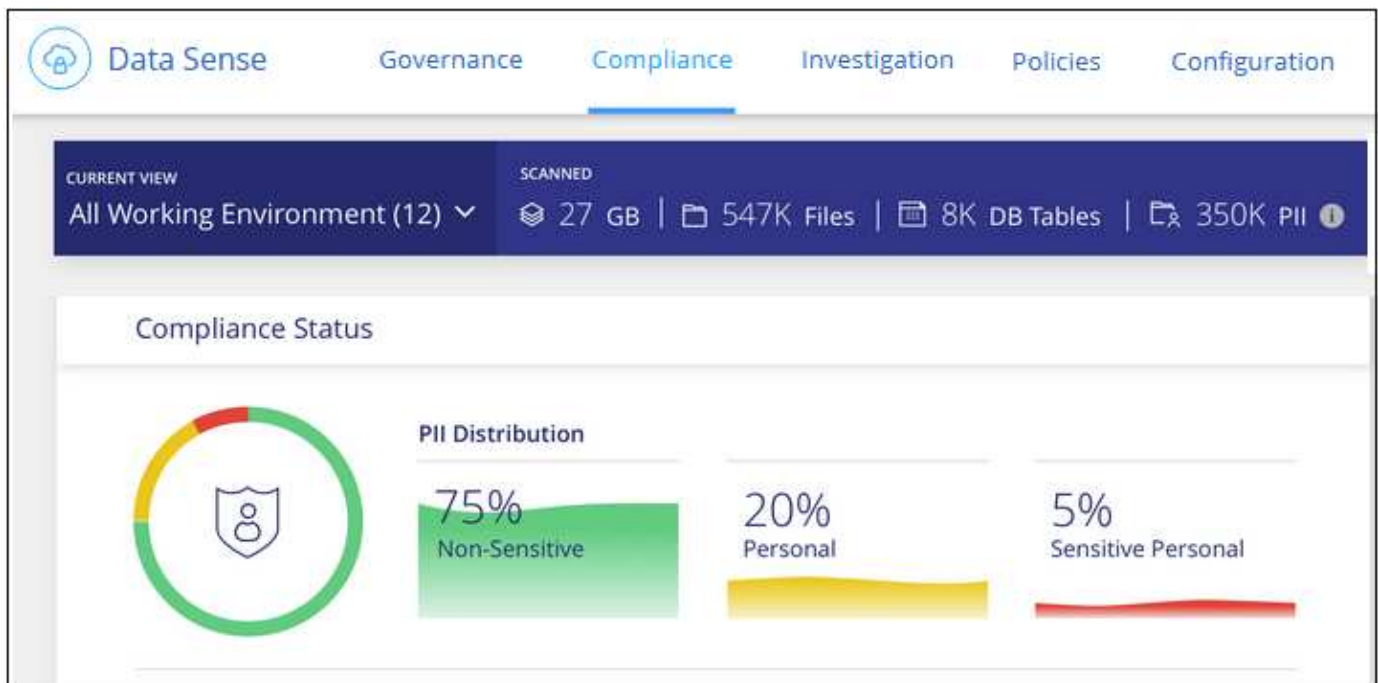 Data Sense Governance Compliance Investigation Policies Configuration
CURRENT VIEW
All Working Environment (12)
SCANNED
27 GB | 547K Files | 8K DB Tables | 350K PII i
Compliance Status
PII Distribution
75%
Non-Sensitive
20%
Personal
5%
Sensitive Personal